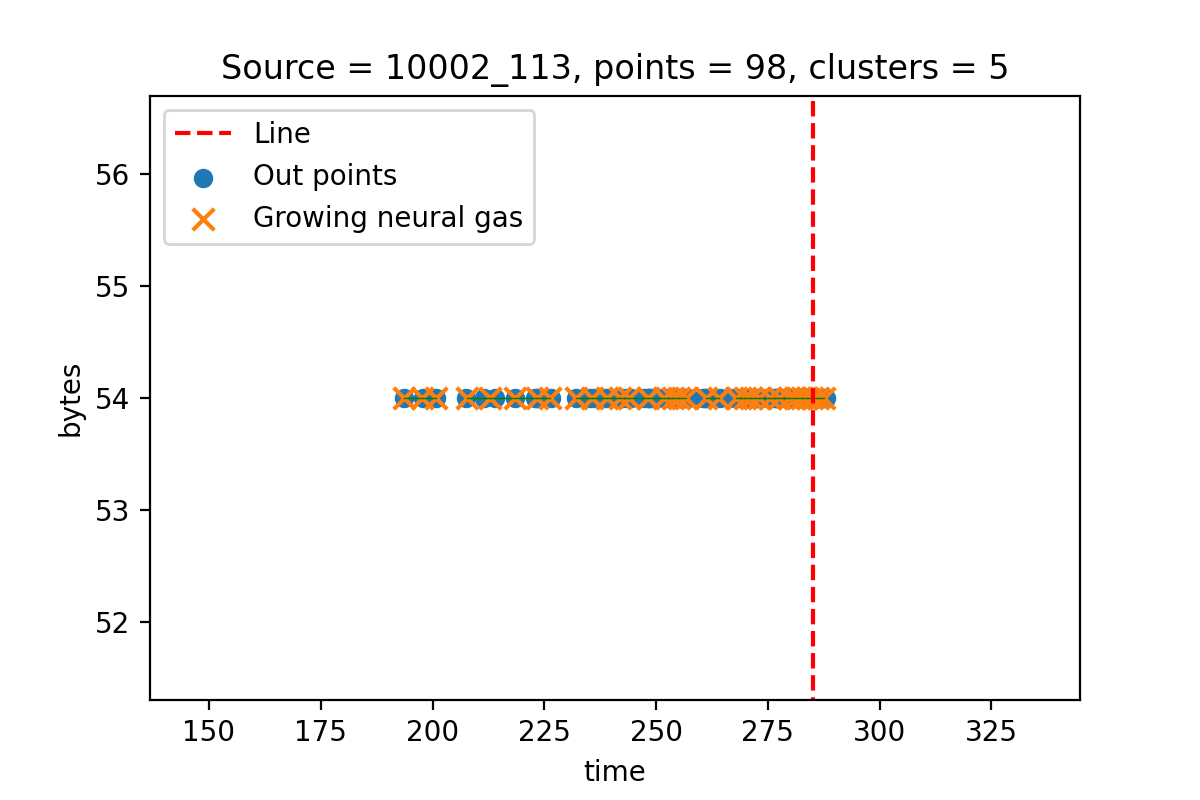 Source = 10002_113, points = 98, clusters = 5
Line
Out points
Growing neural gas
56
55
54
53
52
bytes
150 175 200 225 250 275 300 325
time